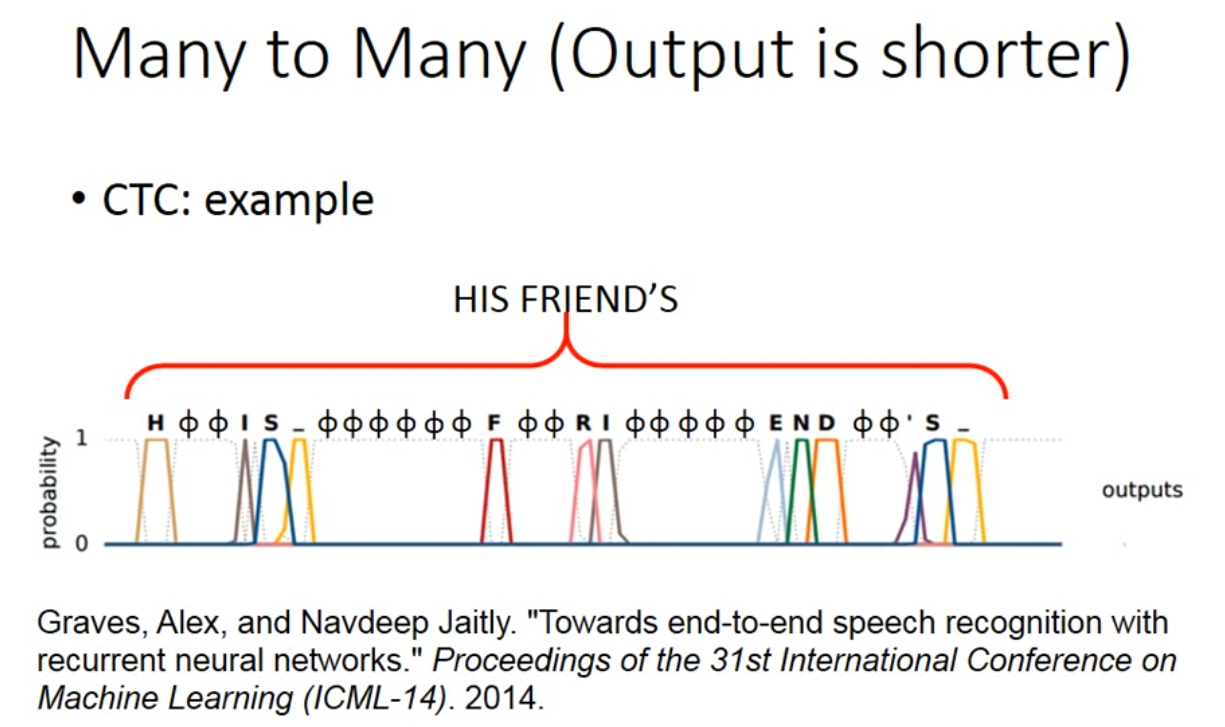 Many to Many (Output is shorter)
• CTC: example
HIS FRIEND’S
H ϕ ϕ I S _ ϕ ϕ ϕ ϕ ϕ ϕ F ϕ ϕ R I ϕ ϕ ϕ ϕ ϕ E N D ϕ ϕ ' S _
probability
1
0
outputs
Graves, Alex, and Navdeep Jaitly. "Towards end-to-end speech recognition with
recurrent neural networks." Proceedings of the 31st International Conference on
Machine Learning (ICML-14). 2014.